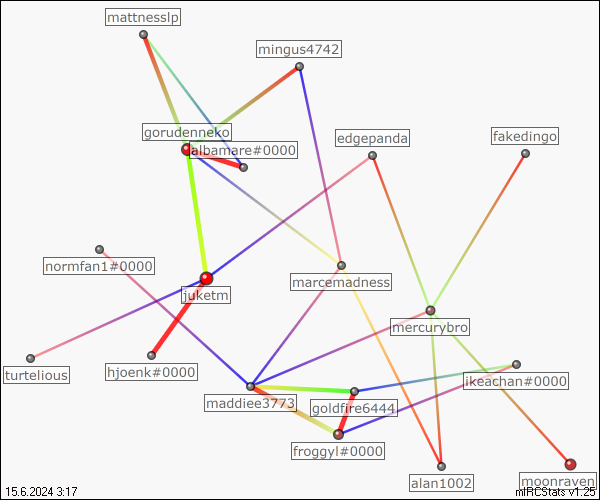 mattnesslp
mingus4742
gorudenneko
albamare#0000
edgepanda
fakedingo
normfan1#0000
juketm
marcemadness
mercurybro
turtelious
hjoenk#0000
ikeachan#0000
maddiee3773
goldfire6444
froggyl#0000
alan1002
moonraven
15.6.2024 3:17
mIRCStats v1.25